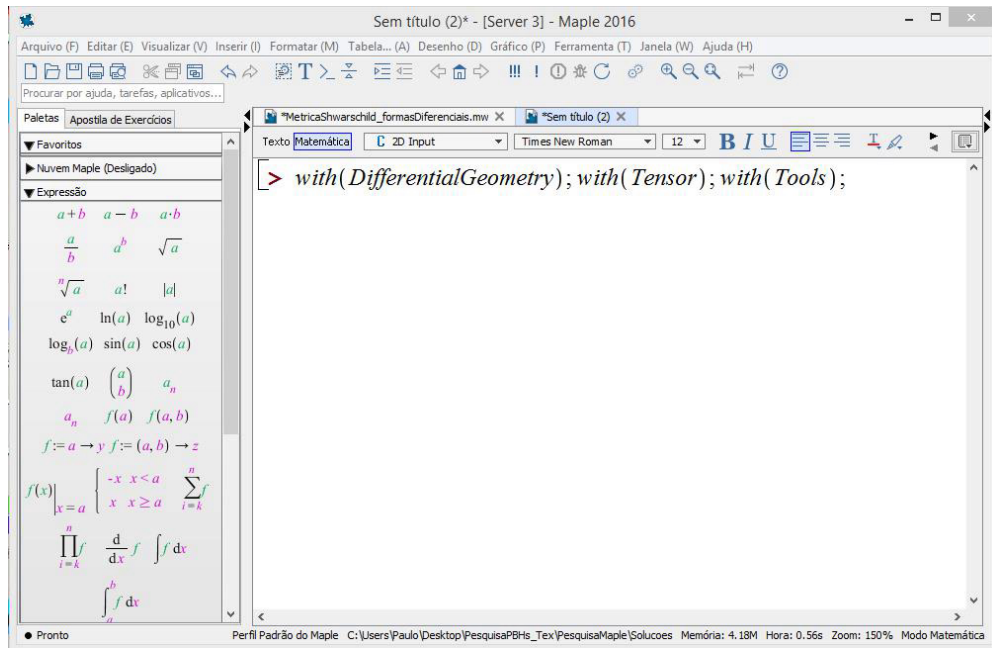 Sem título (2)* - [Server 3] - Maple 2016
Arquivo (F) Editar (E) Visualizar (V) Inserir (I) Formatar (M) Tabela... (A) Desenho (D) Gráfico (P) Ferramenta (T) Janela (W) Ajuda (H)
Procurar por ajuda, tarefas, aplicativos...
Paletas Apostila de Exercícios
*MetricaShwarschild_formasDiferenciais.mw *Sem título (2)
Texto Matemática C 2D Input Times New Roman 12 B I U
▼ Favoritos
▶ Nuvem Maple (Desligado)
▼ Expressão
> with(DifferentialGeometry); with(Tensor); with(Tools);
a+b a-b a·b
a/b a^b √a
ⁿ√a a! |a|
e^a ln(a) log₁₀(a)
log_b(a) sin(a) cos(a)
tan(a) (a b) a_n
a_n f(a) f(a, b)
f := a → y f := (a, b) → z
f(x)|x=a { -x x<a x x≥a ∑ i=k n f
∏ i=k n f d/dx f ∫f dx
∫ a b f dx
● Pronto
Perfil Padrão do Maple C:\Users\Paulo\Desktop\PesquisaPBHs_Tex\PesquisaMaple\Solucoes Memória: 4.18M Hora: 0.56s Zoom: 150% Modo Matemática